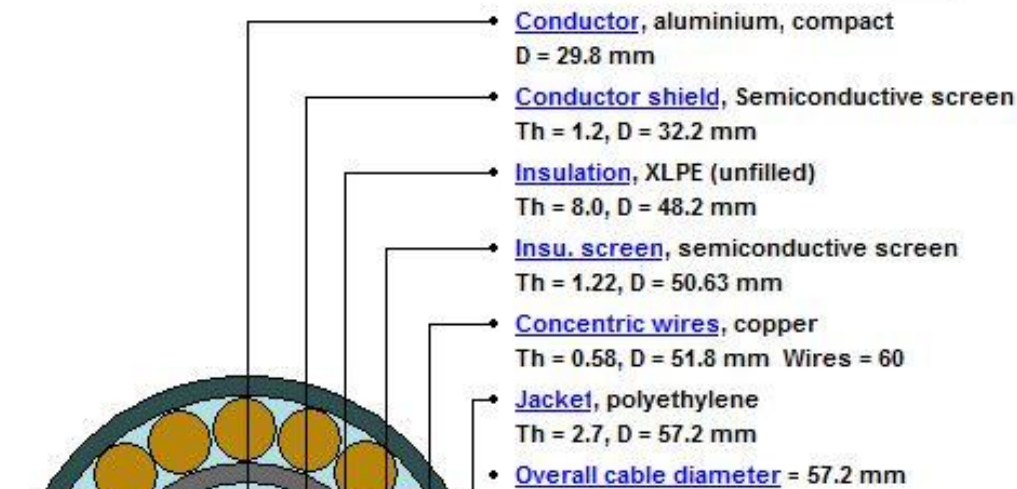 Conductor, aluminium, compact
D = 29.8 mm
Conductor shield, Semiconductive screen
Th = 1.2, D = 32.2 mm
Insulation, XLPE (unfilled)
Th = 8.0, D = 48.2 mm
Insu. screen, semiconductive screen
Th = 1.22, D = 50.63 mm
Concentric wires, copper
Th = 0.58, D = 51.8 mm Wires = 60
Jacket, polyethylene
Th = 2.7, D = 57.2 mm
Overall cable diameter = 57.2 mm